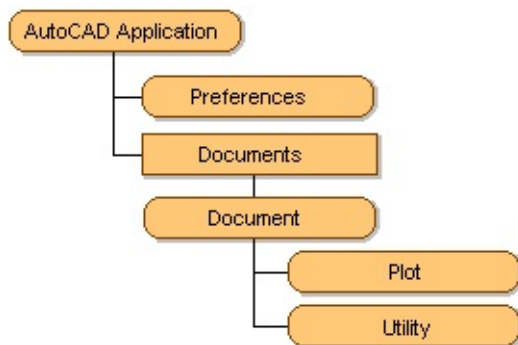 AutoCAD Application
Preferences
Documents
Document
Plot
Utility